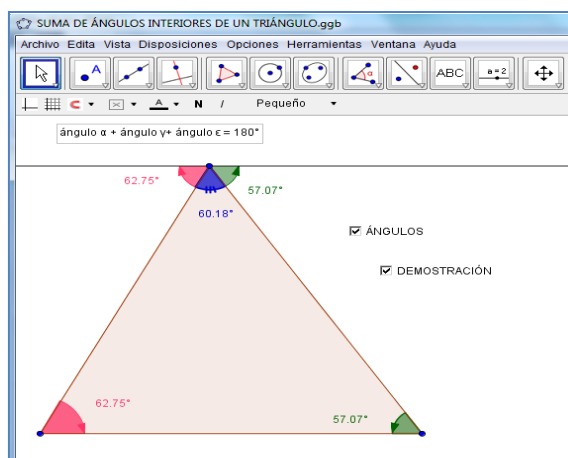 SUMA DE ÁNGULOS INTERIORES DE UN TRIÁNGULO.ggb
Archivo Edita Vista Disposiciones Opciones Herramientas Ventana Ayuda
A α ABC a=2
A N I Pequeño
ángulo α + ángulo γ+ ángulo ε = 180°
62.75° 57.07°
60.18°
ÁNGULOS
DEMOSTRACIÓN
62.75°
57.07°